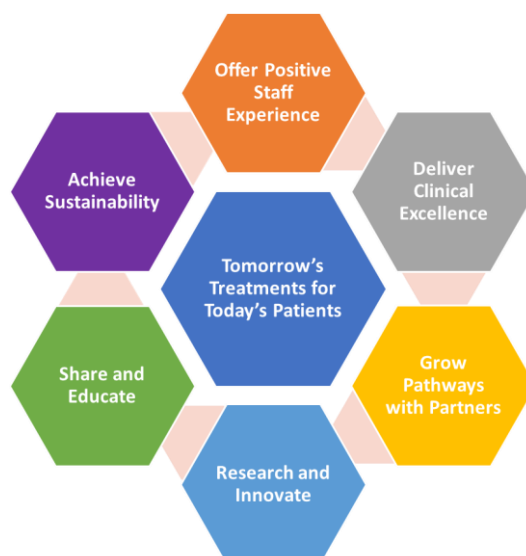 Offer Positive
Staff
Experience
Deliver
Clinical
Excellence
Grow
Pathways
with Partners
Research and
Innovate
Share and
Educate
Achieve
Sustainability
Tomorrow's
Treatments for
Today's Patients